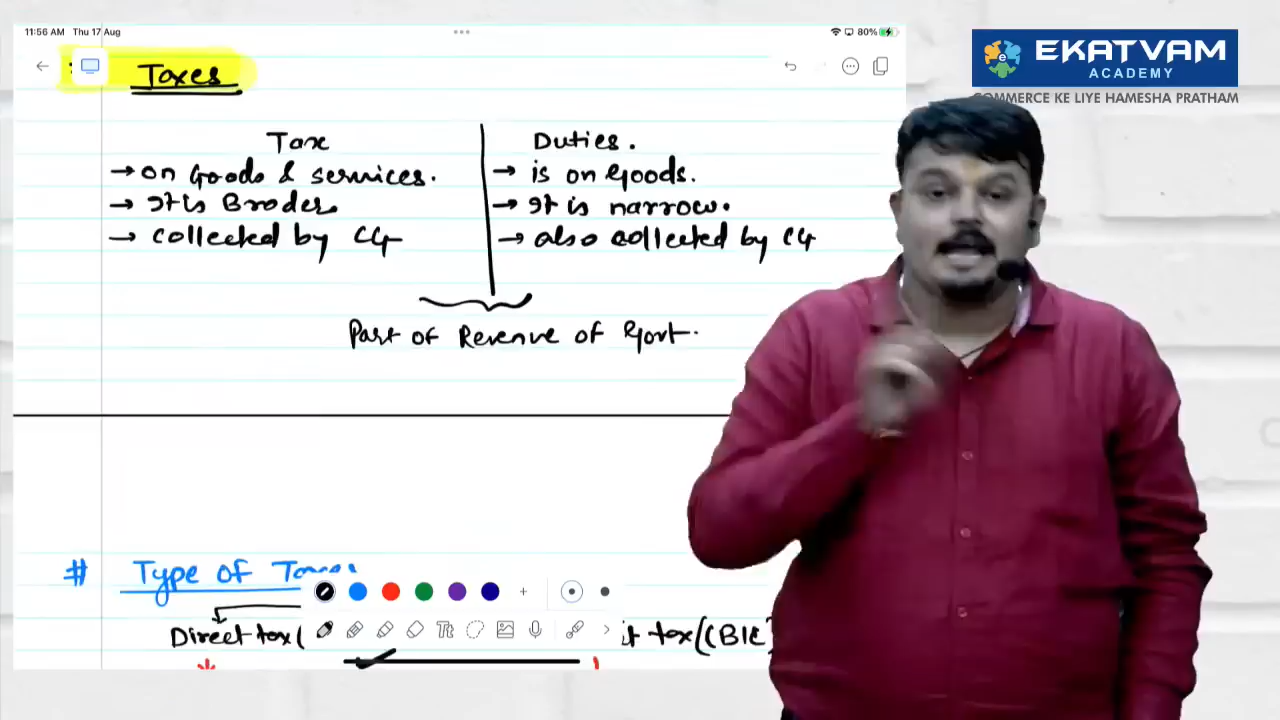 11:56 AM Thu 17 Aug
80%
Taxes
Tax
→ on Goods & services.
→ It is Broder
→ collected by CG
Duties.
→ is on Goods.
→ It is narrow.
→ also collected by CG
Part of Revenue of Govt.
# Type of Taxes
Direct tax (
ct tax (CBIC)
Tt
EKATVAM
ACADEMY
COMMERCE KE LIYE HAMESHA PRATHAM